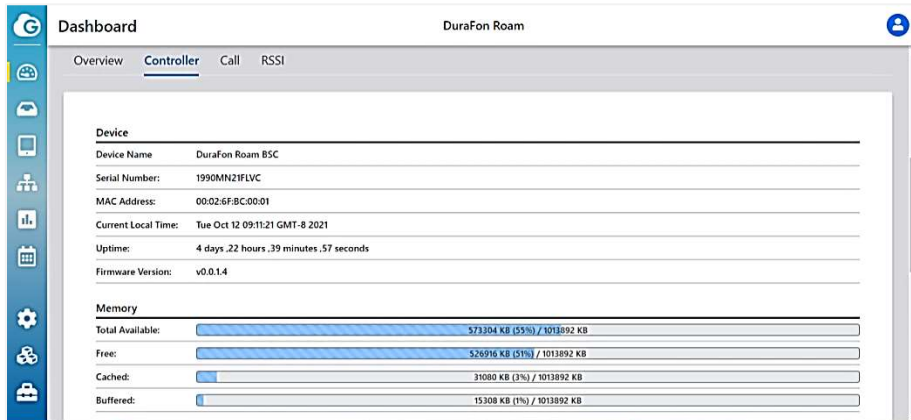 G Dashboard DuraFon Roam
Overview Controller Call RSSI
Device
Device Name DuraFon Roam BSC
Serial Number: 1990MN21FLVC
MAC Address: 00:02:6F:BC:00:01
Current Local Time: Tue Oct 12 09:11:21 GMT-8 2021
Uptime: 4 days ,22 hours ,39 minutes ,57 seconds
Firmware Version: v0.0.1.4
Memory
Total Available: 573304 KB (55%) / 1013892 KB
Free: 526916 KB (51%) / 1013892 KB
Cached: 31080 KB (3%) / 1013892 KB
Buffered: 15308 KB (1%) / 1013892 KB